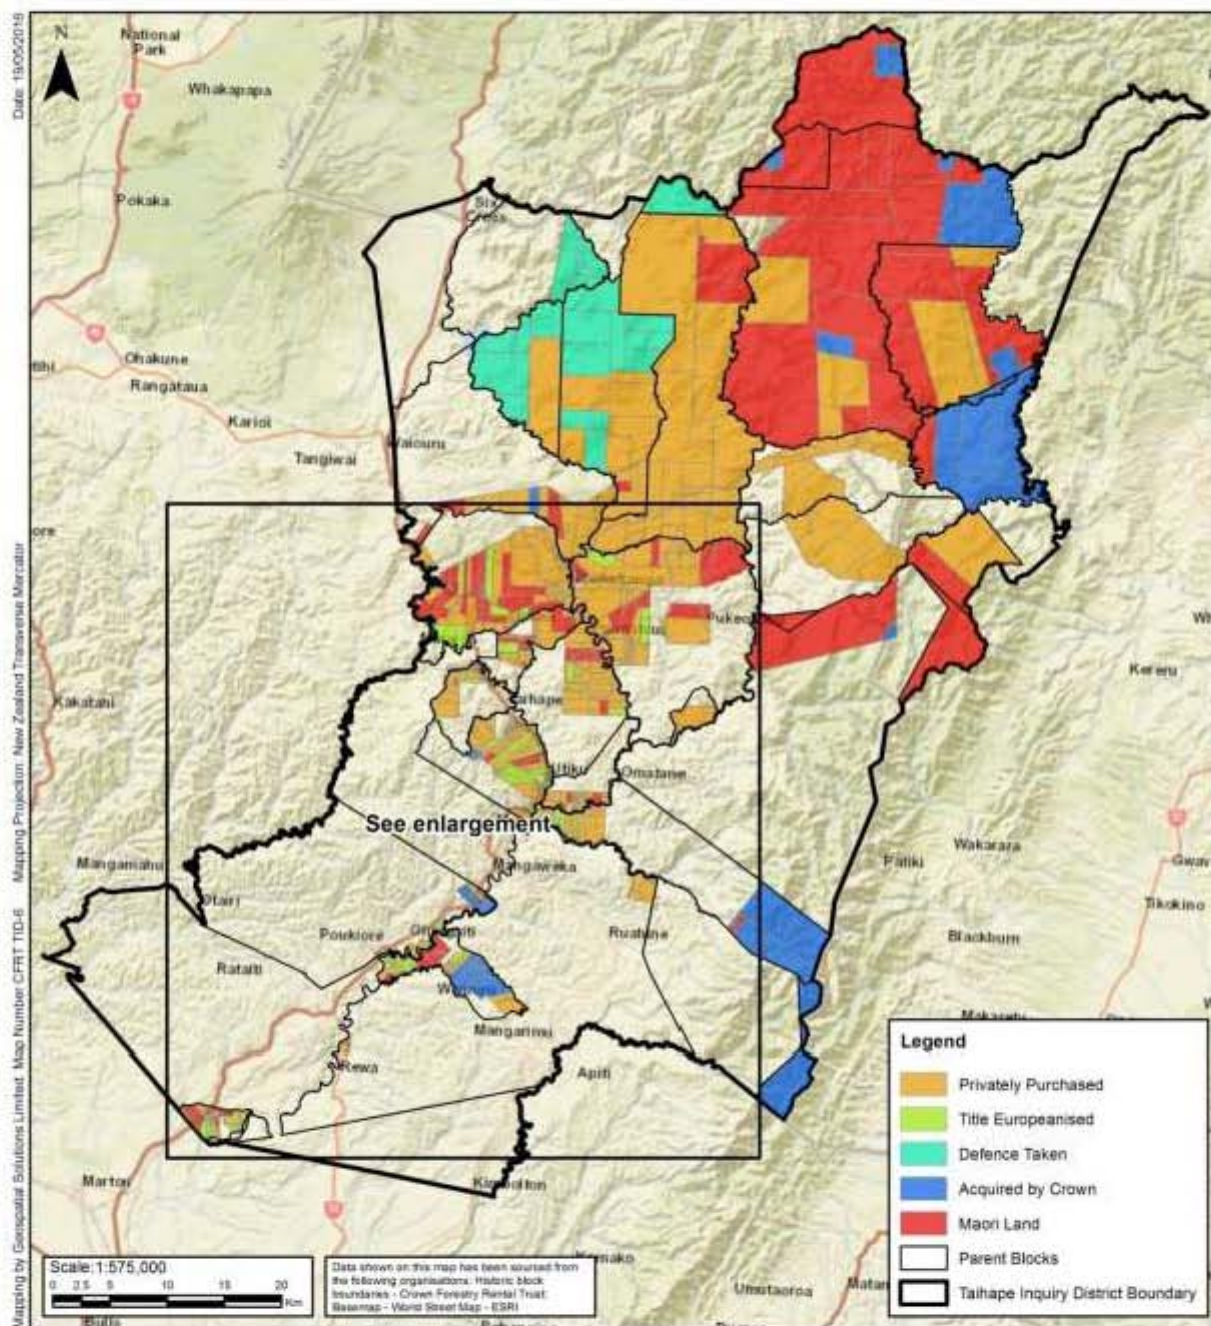 Date: 19/05/2016
Mapping Projection: New Zealand Transverse Mercator
Mapping by Geospatial Solutions Limited Map Number CFRT TID-6
N
National
Park
Whakapapa
Pokaka
Six
Cross
Ohakune
Rangataua
Karioi
Tangiwai
Waiouru
Kakatahi
Kereru
Utiku
Omatane
See enlargement
Mangaweka
Mangamahu
Otairi
Poukiore
Rataiti
Ruahine
Wakarara
Patiki
Gwav
Tikokino
Blackburn
Makaretu
Mangarimu
Rewa
Apiti
Marton
Kimbolton
Umutaoroa
Matam
Bulls
Scale:1:575,000
0 2.5 5 10 15 20
Km
Data shown on this map has been sourced from
the following organisations: Historic block
boundaries - Crown Forestry Rental Trust
Basemap - World Street Map - ESRI
Legend
Privately Purchased
Title Europeanised
Defence Taken
Acquired by Crown
Maori Land
Parent Blocks
Taihape Inquiry District Boundary